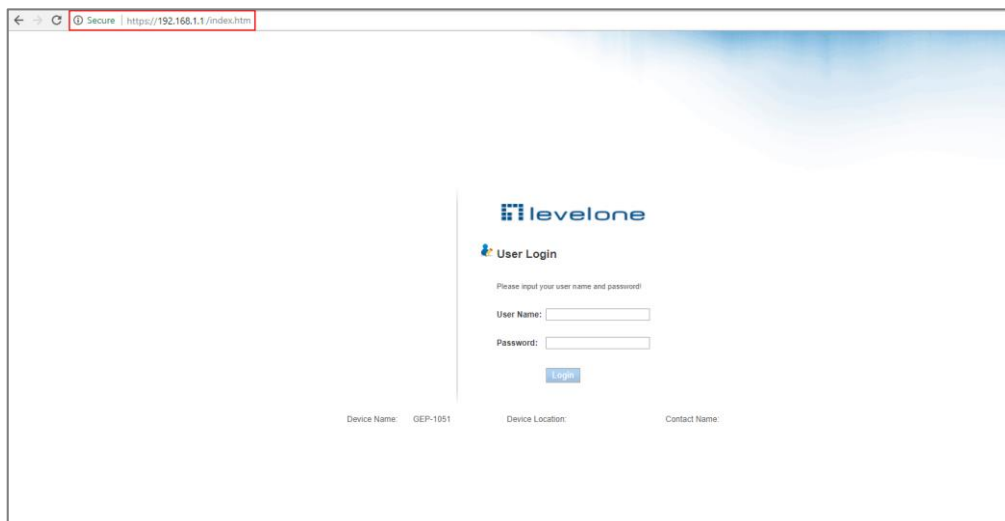 Secure | https://192.168.1.1/index.htm
levelone
User Login
Please input your user name and password!
User Name:
Password:
Login
Device Name: GEP-1051 Device Location: Contact Name: